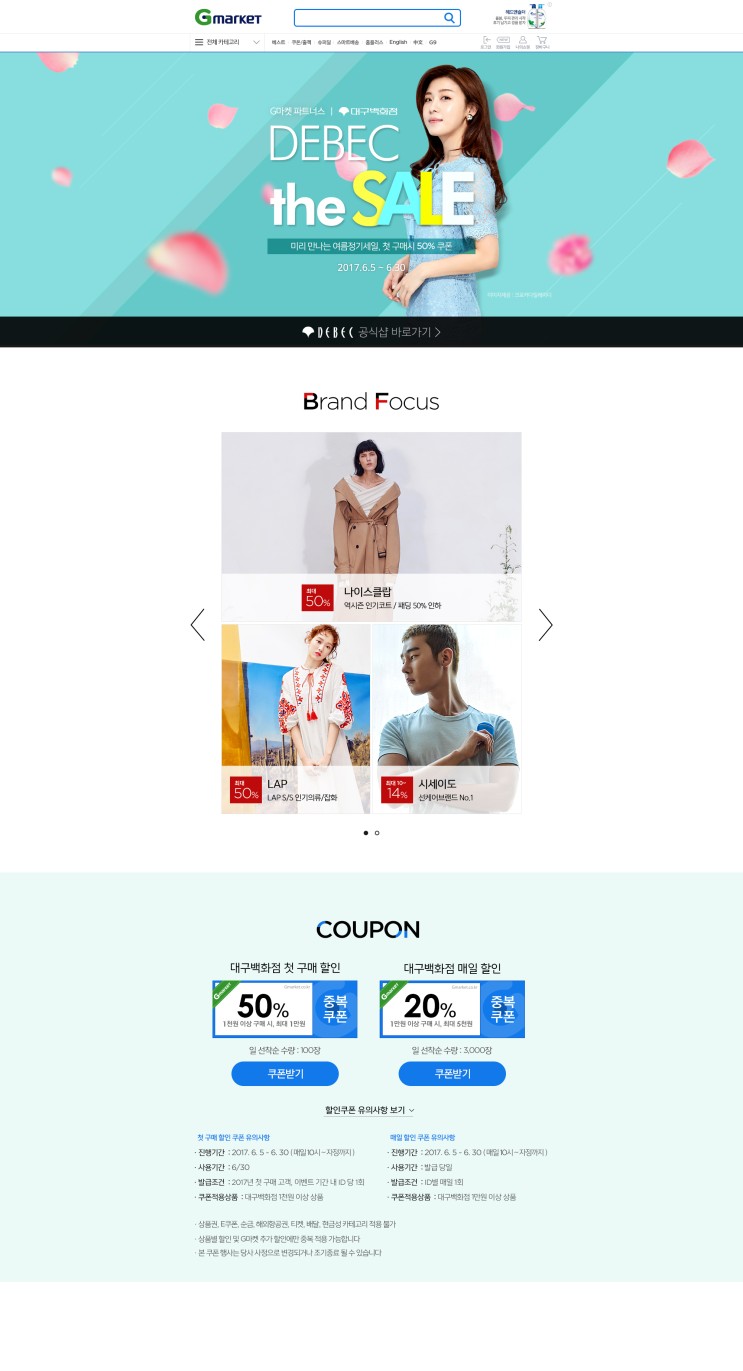 Gmarket
전체 카테고리
베스트 쿠폰/출첵 슈퍼딜 스마트배송 홈플러스 English 中文 G9
G마켓 파트너스 | 대구백화점
DEBEC
the SALE
미리 만나는 여름정기세일, 첫 구매시 50% 쿠폰
2017.6.5 ~ 6.30
DEBEC 공식샵 바로가기 >
Brand Focus
최대
50%
나이스클랍
역시즌 인기코트 / 패딩 50% 인하
최대
50%
LAP
LAP S/S 인기의류/잡화
최대 10~
14%
시세이도
선케어브랜드 No.1
COUPON
대구백화점 첫 구매 할인
Gmarket
50%
1천원 이상 구매 시, 최대 1만원
중복
쿠폰
일 선착순 수량 : 100장
쿠폰받기
대구백화점 매일 할인
Gmarket
20%
1만원 이상 구매 시, 최대 5천원
중복
쿠폰
일 선착순 수량 : 3,000장
쿠폰받기
할인쿠폰 유의사항 보기
첫 구매 할인 쿠폰 유의사항
· 진행기간 : 2017. 6. 5 - 6. 30 (매일 10시~자정까지)
· 사용기간 : 6/30
· 발급조건 : 2017년 첫 구매 고객, 이벤트 기간 내 ID 당 1회
· 쿠폰적용상품 : 대구백화점 1천원 이상 상품
매일 할인 쿠폰 유의사항
· 진행기간 : 2017. 6. 5 - 6. 30 (매일 10시~자정까지)
· 사용기간 : 발급 당일
· 발급조건 : ID별 매일 1회
· 쿠폰적용상품 : 대구백화점 1만원 이상 상품
· 상품권, E쿠폰, 순금, 해외항공권, 티켓, 배달, 현금성 카테고리 적용 불가
· 상품별 할인 및 G마켓 추가 할인에만 중복 적용 가능합니다
· 본 쿠폰 행사는 당사 사정으로 변경되거나 조기종료 될 수 있습니다